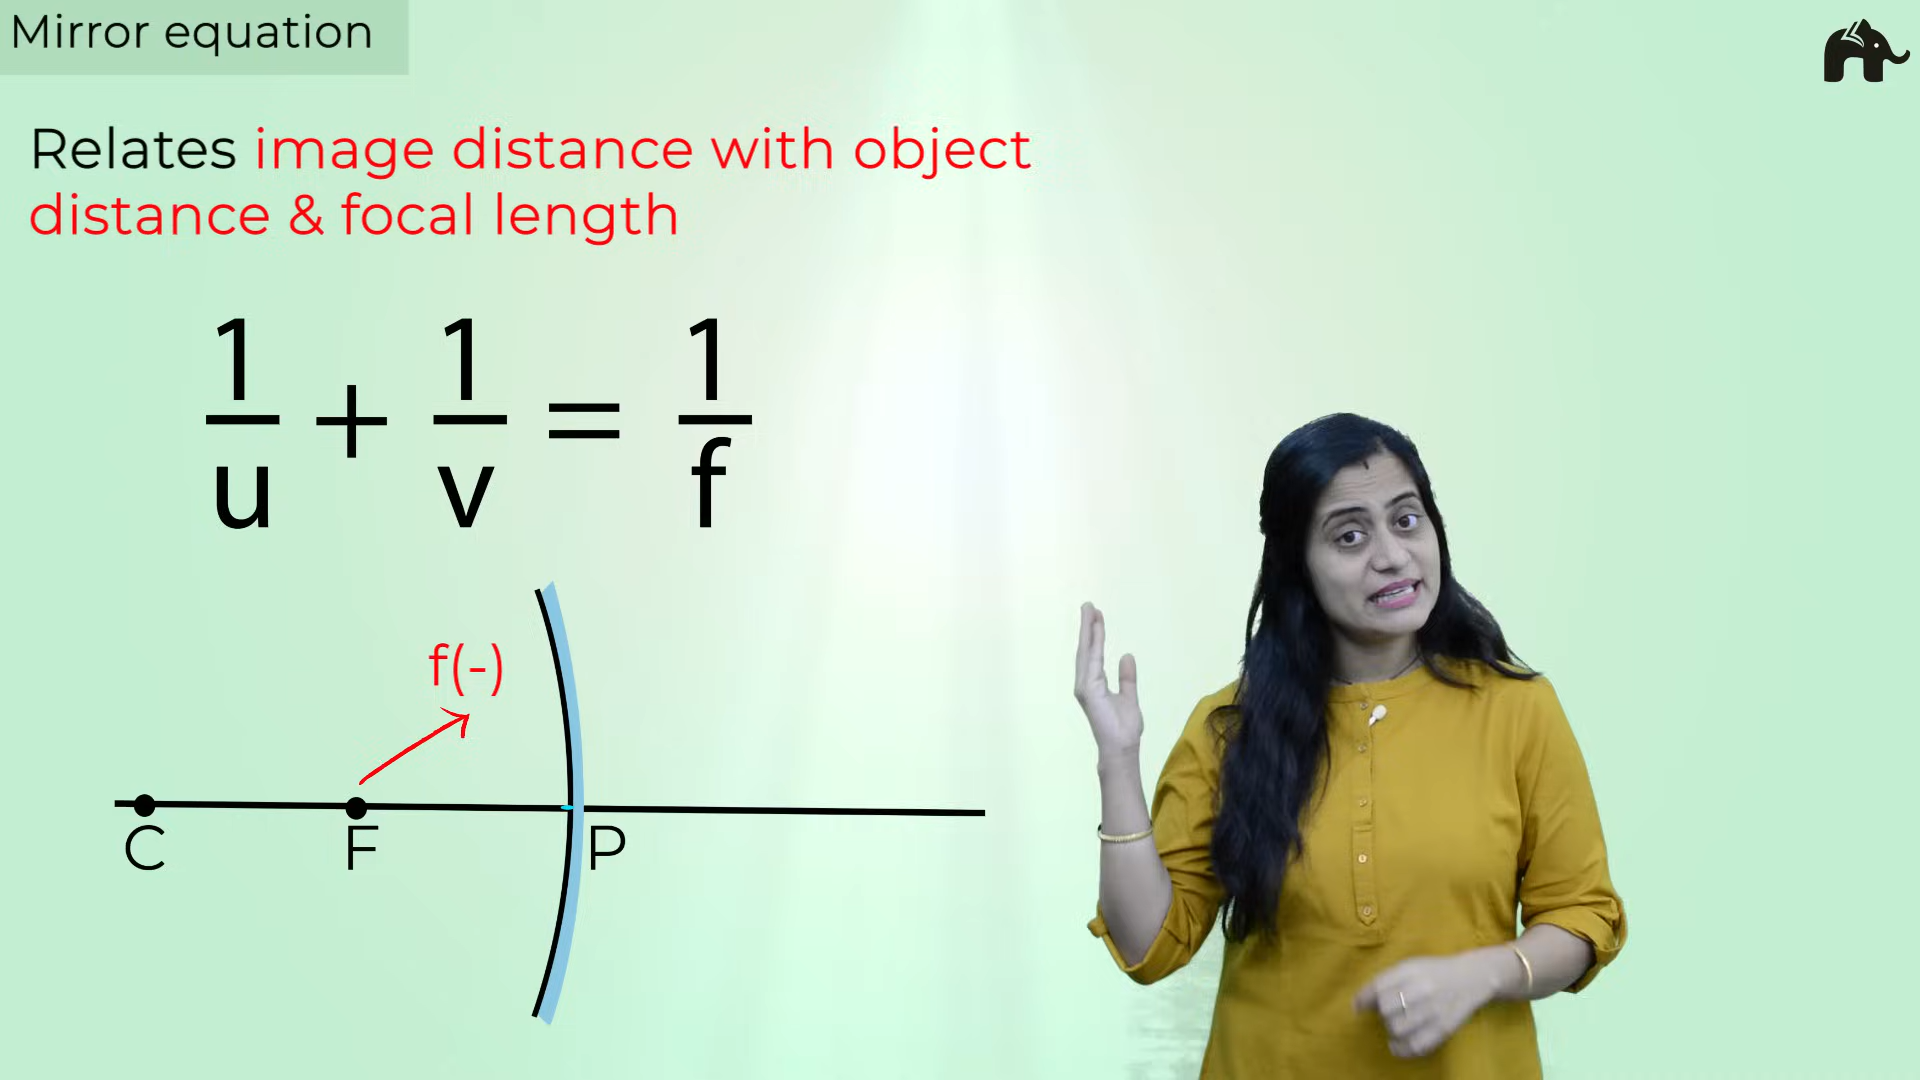 Mirror equation
Relates image distance with object
distance & focal length
1/u + 1/v = 1/f
f(-)
C F P